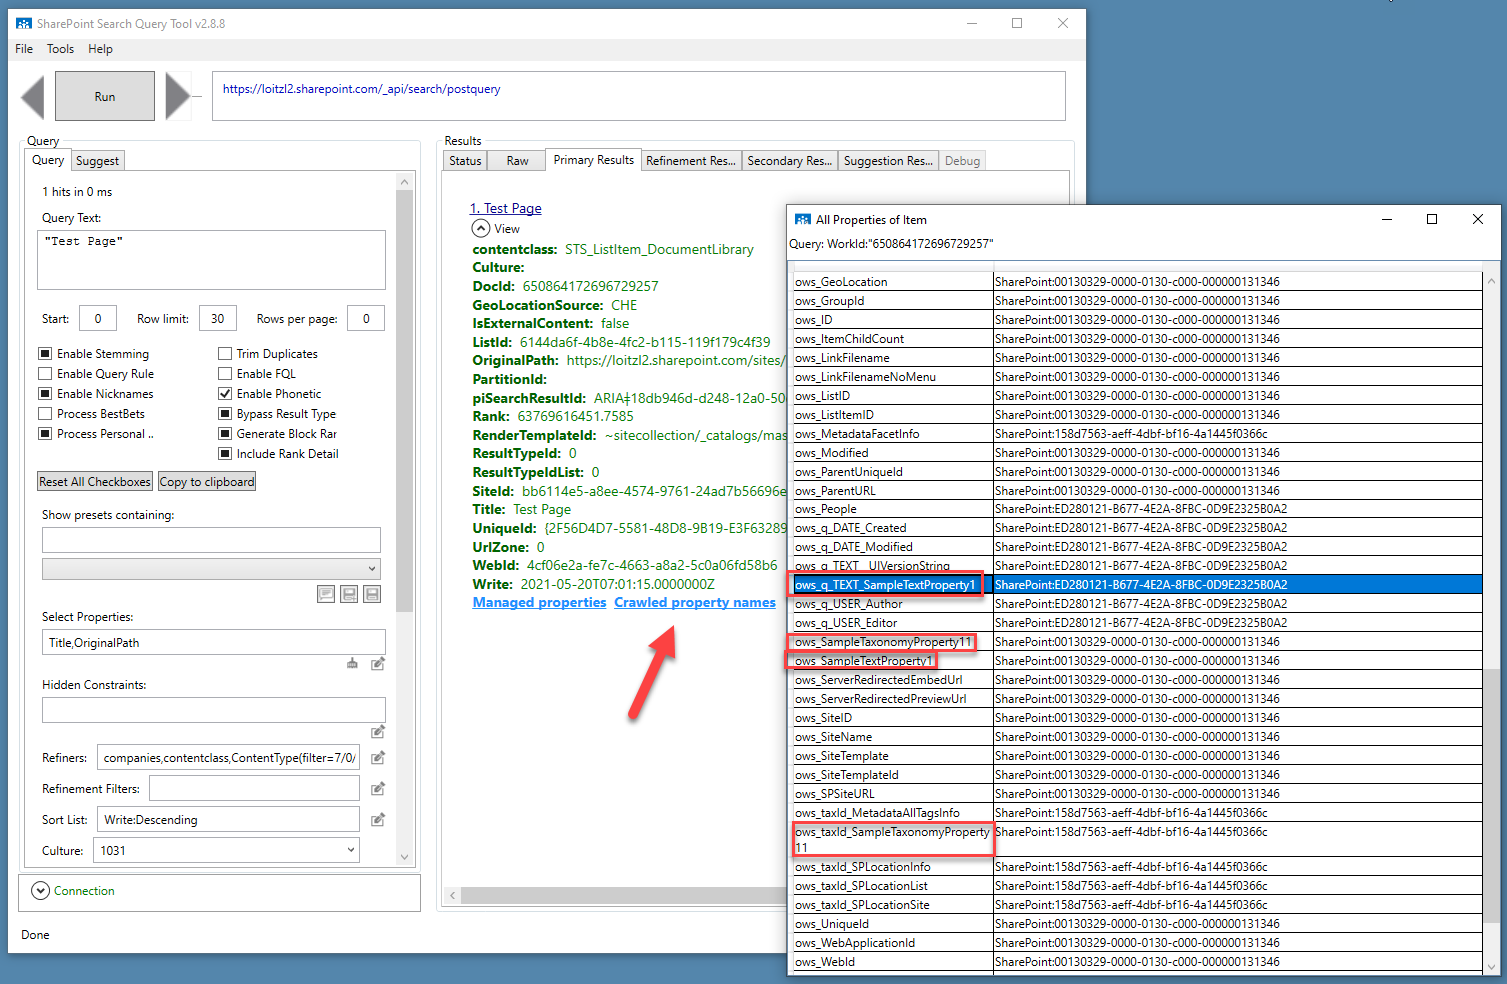 SharePoint Search Query Tool v2.8.8
File Tools Help
Run
https://loitzl2.sharepoint.com/_api/search/postquery
Query
Query Suggest
1 hits in 0 ms
Query Text:
"Test Page"
Start: 0 Row limit: 30 Rows per page: 0
Enable Stemming Trim Duplicates
Enable Query Rule Enable FQL
Enable Nicknames Enable Phonetic
Process BestBets Bypass Result Type
Process Personal .. Generate Block Rar
Include Rank Detail
Reset All Checkboxes Copy to clipboard
Show presets containing:
Select Properties:
Title,OriginalPath
Hidden Constraints:
Refiners: companies,contentclass,ContentType(filter=7/0/
Refinement Filters:
Sort List: Write:Descending
Culture: 1031
Connection
Done
Results
Status Raw Primary Results Refinement Res... Secondary Res... Suggestion Res... Debug
1. Test Page
View
contentclass: STS_ListItem_DocumentLibrary
Culture:
DocId: 650864172696729257
GeoLocationSource: CHE
IsExternalContent: false
ListId: 6144da6f-4b8e-4fc2-b115-119f179c4f39
OriginalPath: https://loitzl2.sharepoint.com/sites/
PartitionId:
piSearchResultId: ARIAǂ18db946d-d248-12a0-50
Rank: 63769616451.7585
RenderTemplateId: ~sitecollection/_catalogs/mas
ResultTypeId: 0
ResultTypeIdList: 0
SiteId: bb6114e5-a8ee-4574-9761-24ad7b56696e
Title: Test Page
UniqueId: {2F56D4D7-5581-48D8-9B19-E3F63289
UrlZone: 0
WebId: 4cf06e2a-fe7c-4663-a8a2-5c0a06fd58b6
Write: 2021-05-20T07:01:15.0000000Z
Managed properties Crawled property names
All Properties of Item
Query: WorkId:"650864172696729257"
ows_GeoLocation SharePoint:00130329-0000-0130-c000-000000131346
ows_GroupId SharePoint:00130329-0000-0130-c000-000000131346
ows_ID SharePoint:00130329-0000-0130-c000-000000131346
ows_ItemChildCount SharePoint:00130329-0000-0130-c000-000000131346
ows_LinkFilename SharePoint:00130329-0000-0130-c000-000000131346
ows_LinkFilenameNoMenu SharePoint:00130329-0000-0130-c000-000000131346
ows_ListID SharePoint:00130329-0000-0130-c000-000000131346
ows_ListItemID SharePoint:00130329-0000-0130-c000-000000131346
ows_MetadataFacetInfo SharePoint:158d7563-aeff-4dbf-bf16-4a1445f0366c
ows_Modified SharePoint:00130329-0000-0130-c000-000000131346
ows_ParentUniqueId SharePoint:00130329-0000-0130-c000-000000131346
ows_ParentURL SharePoint:00130329-0000-0130-c000-000000131346
ows_People SharePoint:ED280121-B677-4E2A-8FBC-0D9E2325B0A2
ows_q_DATE_Created SharePoint:ED280121-B677-4E2A-8FBC-0D9E2325B0A2
ows_q_DATE_Modified SharePoint:ED280121-B677-4E2A-8FBC-0D9E2325B0A2
ows_q_TEXT__UIVersionString SharePoint:ED280121-B677-4E2A-8FBC-0D9E2325B0A2
ows_q_TEXT_SampleTextProperty1 SharePoint:ED280121-B677-4E2A-8FBC-0D9E2325B0A2
ows_q_USER_Author SharePoint:ED280121-B677-4E2A-8FBC-0D9E2325B0A2
ows_q_USER_Editor SharePoint:ED280121-B677-4E2A-8FBC-0D9E2325B0A2
ows_SampleTaxonomyProperty11 SharePoint:00130329-0000-0130-c000-000000131346
ows_SampleTextProperty1 SharePoint:00130329-0000-0130-c000-000000131346
ows_ServerRedirectedEmbedUrl SharePoint:00130329-0000-0130-c000-000000131346
ows_ServerRedirectedPreviewUrl SharePoint:00130329-0000-0130-c000-000000131346
ows_SiteID SharePoint:00130329-0000-0130-c000-000000131346
ows_SiteName SharePoint:00130329-0000-0130-c000-000000131346
ows_SiteTemplate SharePoint:00130329-0000-0130-c000-000000131346
ows_SiteTemplateId SharePoint:00130329-0000-0130-c000-000000131346
ows_SPSiteURL SharePoint:00130329-0000-0130-c000-000000131346
ows_taxId_MetadataAllTagsInfo SharePoint:158d7563-aeff-4dbf-bf16-4a1445f0366c
ows_taxId_SampleTaxonomyProperty SharePoint:158d7563-aeff-4dbf-bf16-4a1445f0366c
11
ows_taxId_SPLocationInfo SharePoint:158d7563-aeff-4dbf-bf16-4a1445f0366c
ows_taxId_SPLocationList SharePoint:158d7563-aeff-4dbf-bf16-4a1445f0366c
ows_taxId_SPLocationSite SharePoint:158d7563-aeff-4dbf-bf16-4a1445f0366c
ows_UniqueId SharePoint:00130329-0000-0130-c000-000000131346
ows_WebApplicationId SharePoint:00130329-0000-0130-c000-000000131346
ows_WebId SharePoint:00130329-0000-0130-c000-000000131346